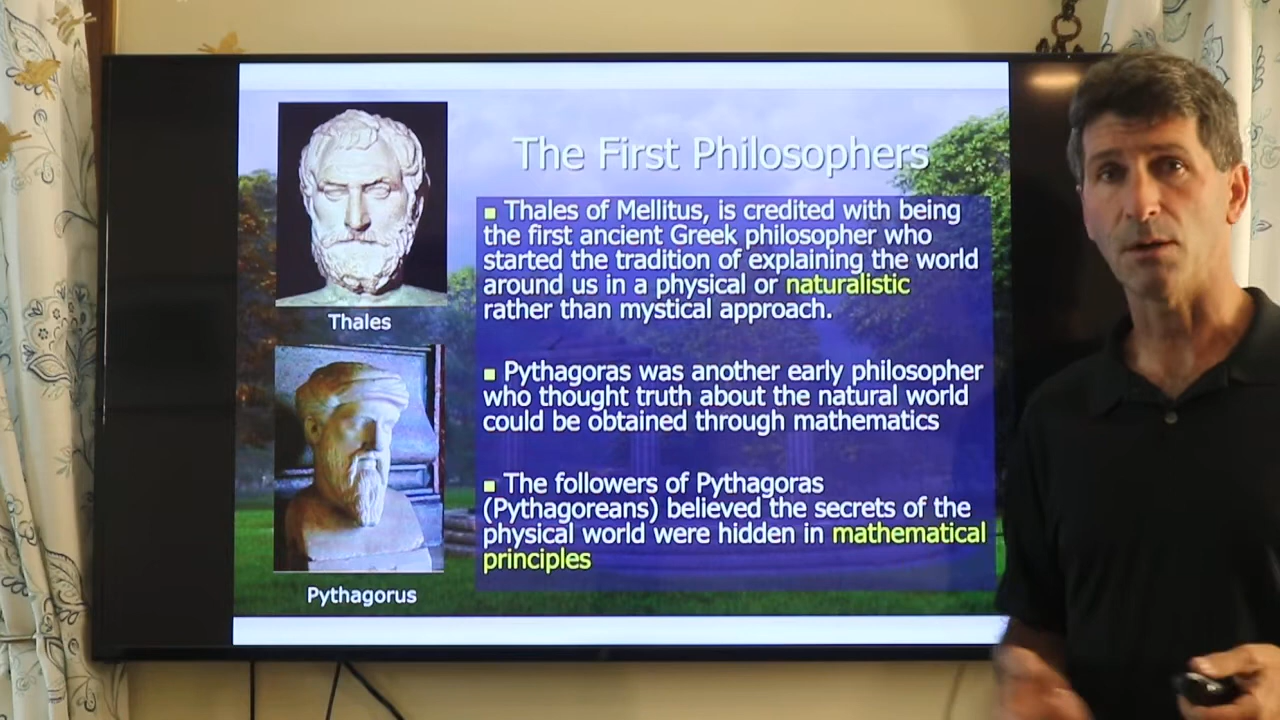 The First Philosophers
Thales of Mellitus, is credited with being
the first ancient Greek philosopher who
started the tradition of explaining the world
around us in a physical or naturalistic
rather than mystical approach.
Thales
Pythagoras was another early philosopher
who thought truth about the natural world
could be obtained through mathematics
The followers of Pythagoras
(Pythagoreans) believed the secrets of the
physical world were hidden in mathematical
principles
Pythagorus